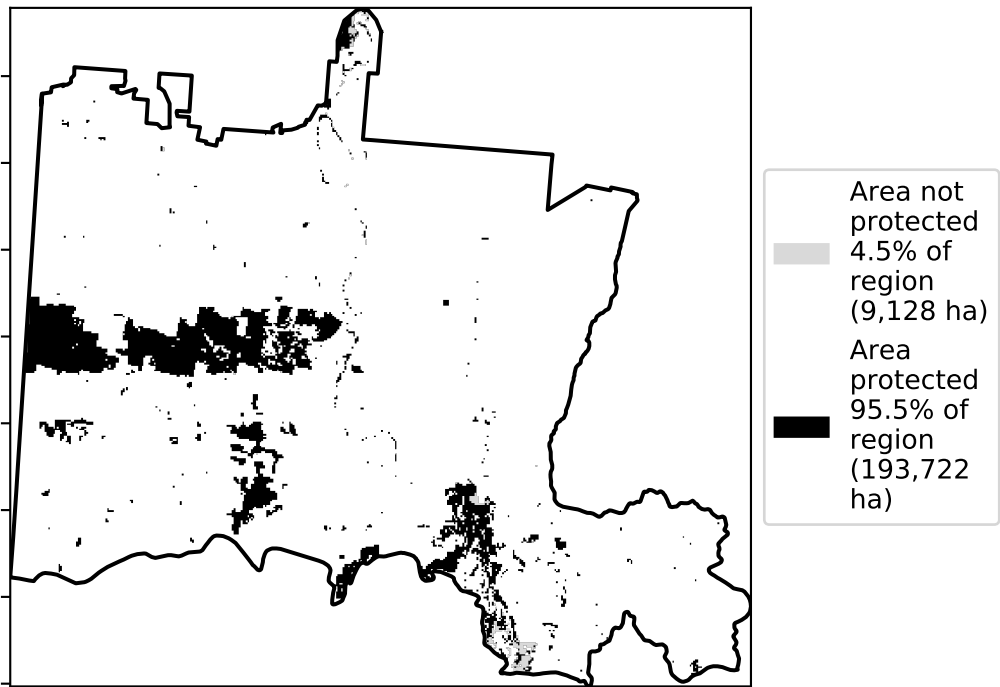 Area not
protected
4.5% of
region
(9,128 ha)
Area
protected
95.5% of
region
(193,722
ha)